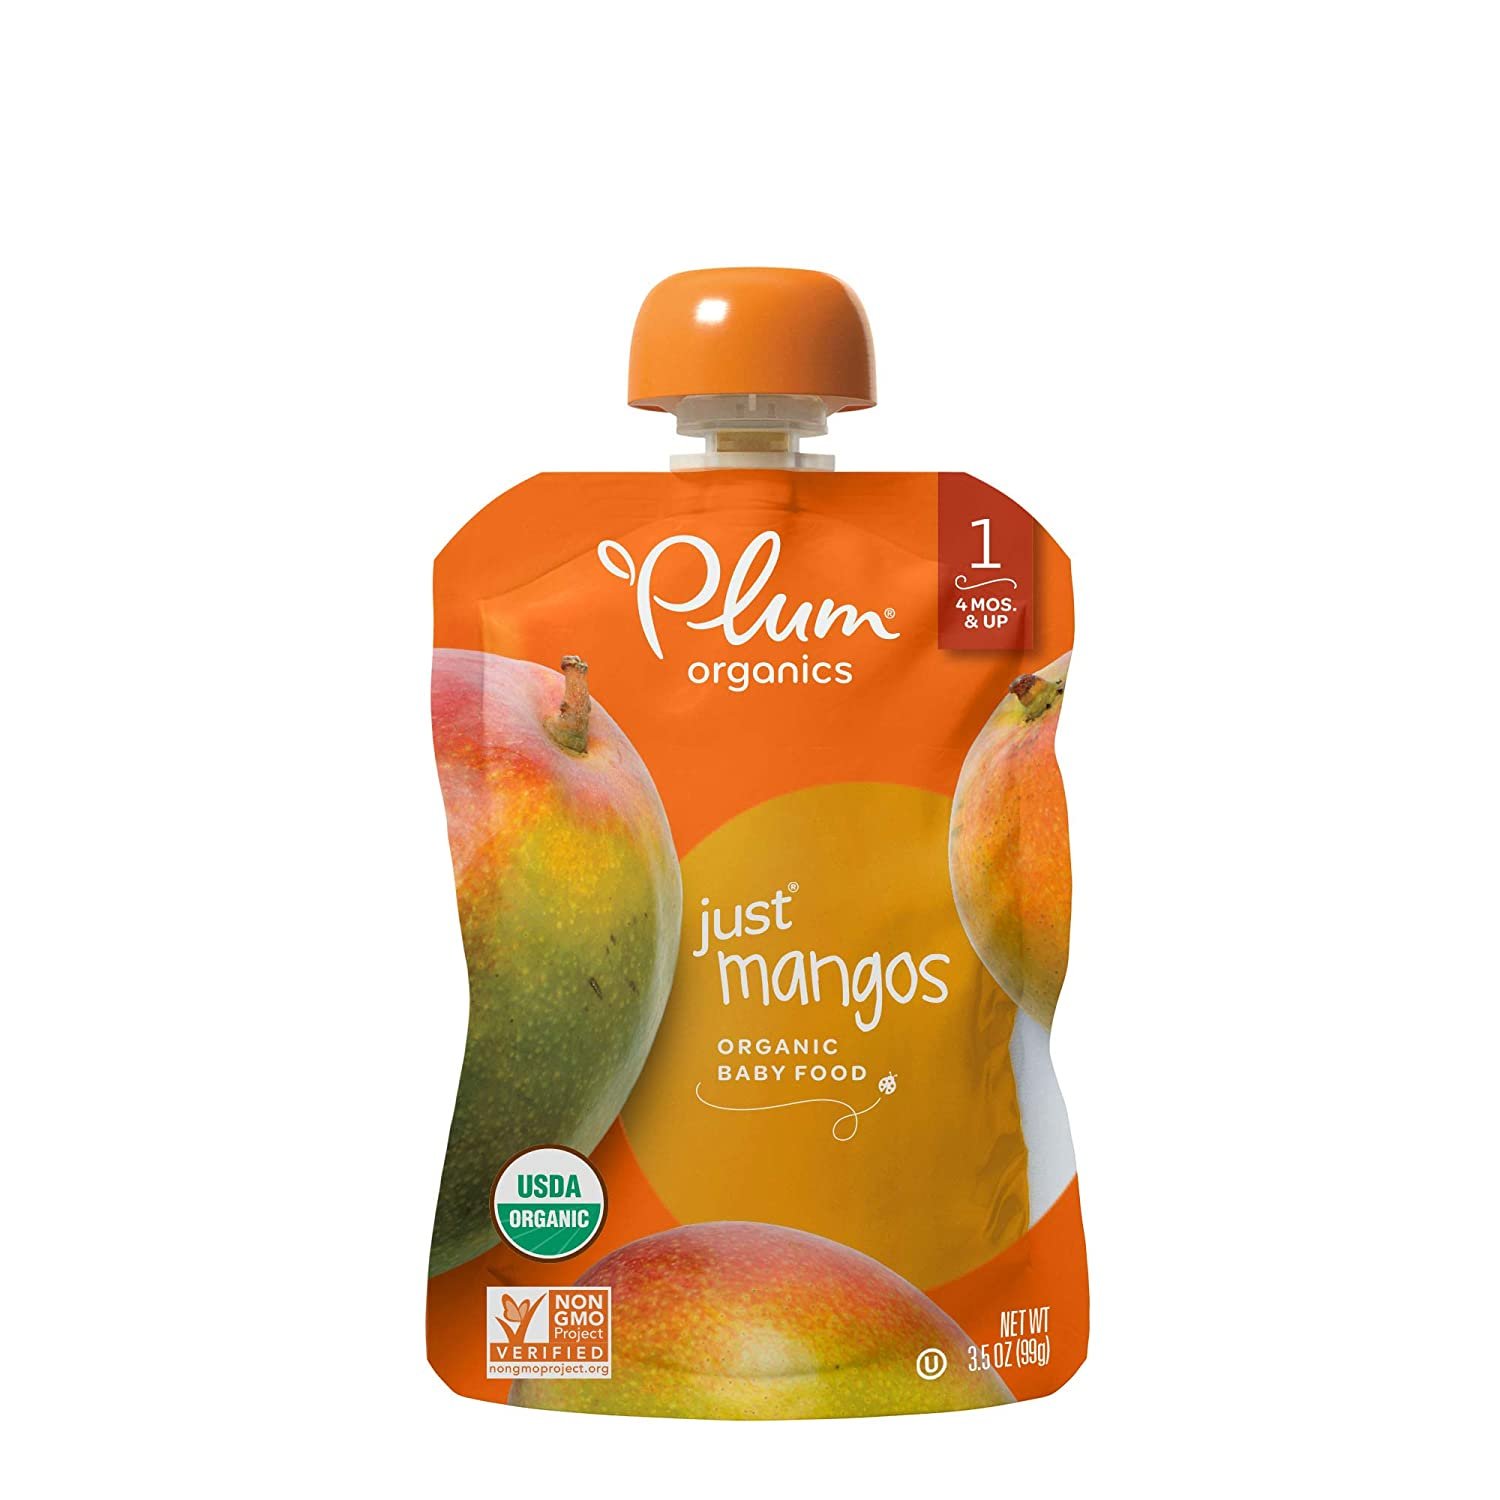 Plum®
organics
1
4 MOS.
& UP
just®
mangos
ORGANIC
BABY FOOD
USDA
ORGANIC
NON
GMO
Project
VERIFIED
nongmoproject.org
U
NET WT
3.5 OZ (99g)